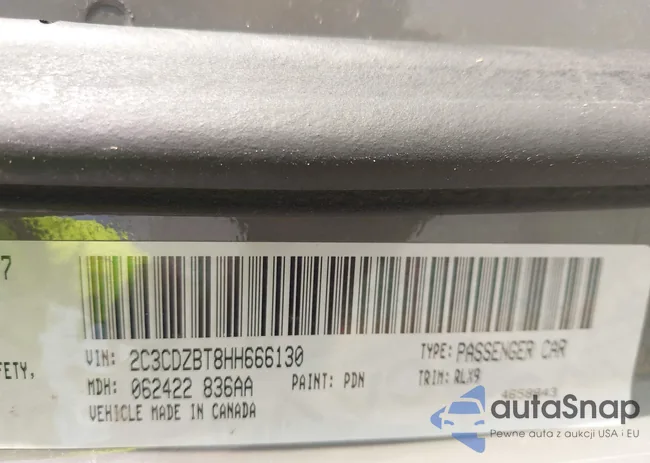 7
FETY,
VIN: 2C3CDZBT8HH666130
TYPE: PASSENGER CAR
MDH: 062422 836AA
PAINT: PDN
TRIM: RLX9
VEHICLE MADE IN CANADA
4658943
autaSnap
Pewne auta z aukcji USA i EU